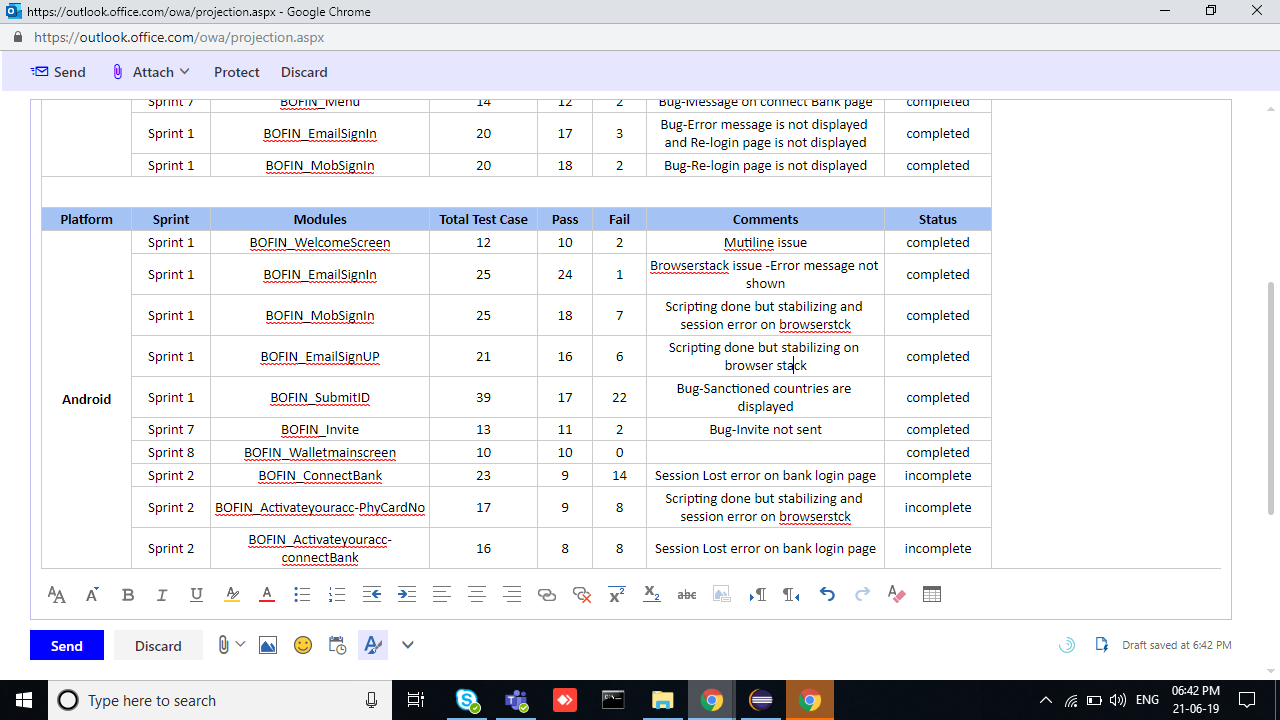 https://outlook.office.com/owa/projection.aspx - Google Chrome
https://outlook.office.com/owa/projection.aspx
Send Attach Protect Discard
Sprint 7 BOFIN_Menu 14 12 2 Bug-Message on connect Bank page completed
Sprint 1 BOFIN_EmailSignIn 20 17 3 Bug-Error message is not displayed and Re-login page is not displayed completed
Sprint 1 BOFIN_MobSignIn 20 18 2 Bug-Re-login page is not displayed completed
Platform Sprint Modules Total Test Case Pass Fail Comments Status
Android
Sprint 1 BOFIN_WelcomeScreen 12 10 2 Mutiline issue completed
Sprint 1 BOFIN_EmailSignIn 25 24 1 Browserstack issue -Error message not shown completed
Sprint 1 BOFIN_MobSignIn 25 18 7 Scripting done but stabilizing and session error on browserstck completed
Sprint 1 BOFIN_EmailSignUP 21 16 6 Scripting done but stabilizing on browser stack completed
Sprint 1 BOFIN_SubmitID 39 17 22 Bug-Sanctioned countries are displayed completed
Sprint 7 BOFIN_Invite 13 11 2 Bug-Invite not sent completed
Sprint 8 BOFIN_Walletmainscreen 10 10 0 completed
Sprint 2 BOFIN_ConnectBank 23 9 14 Session Lost error on bank login page incomplete
Sprint 2 BOFIN_Activateyouracc-PhyCardNo 17 9 8 Scripting done but stabilizing and session error on browserstck incomplete
Sprint 2 BOFIN_Activateyouracc-connectBank 16 8 8 Session Lost error on bank login page incomplete
Send Discard Draft saved at 6:42 PM
Type here to search
ENG
06:42 PM
21-06-19